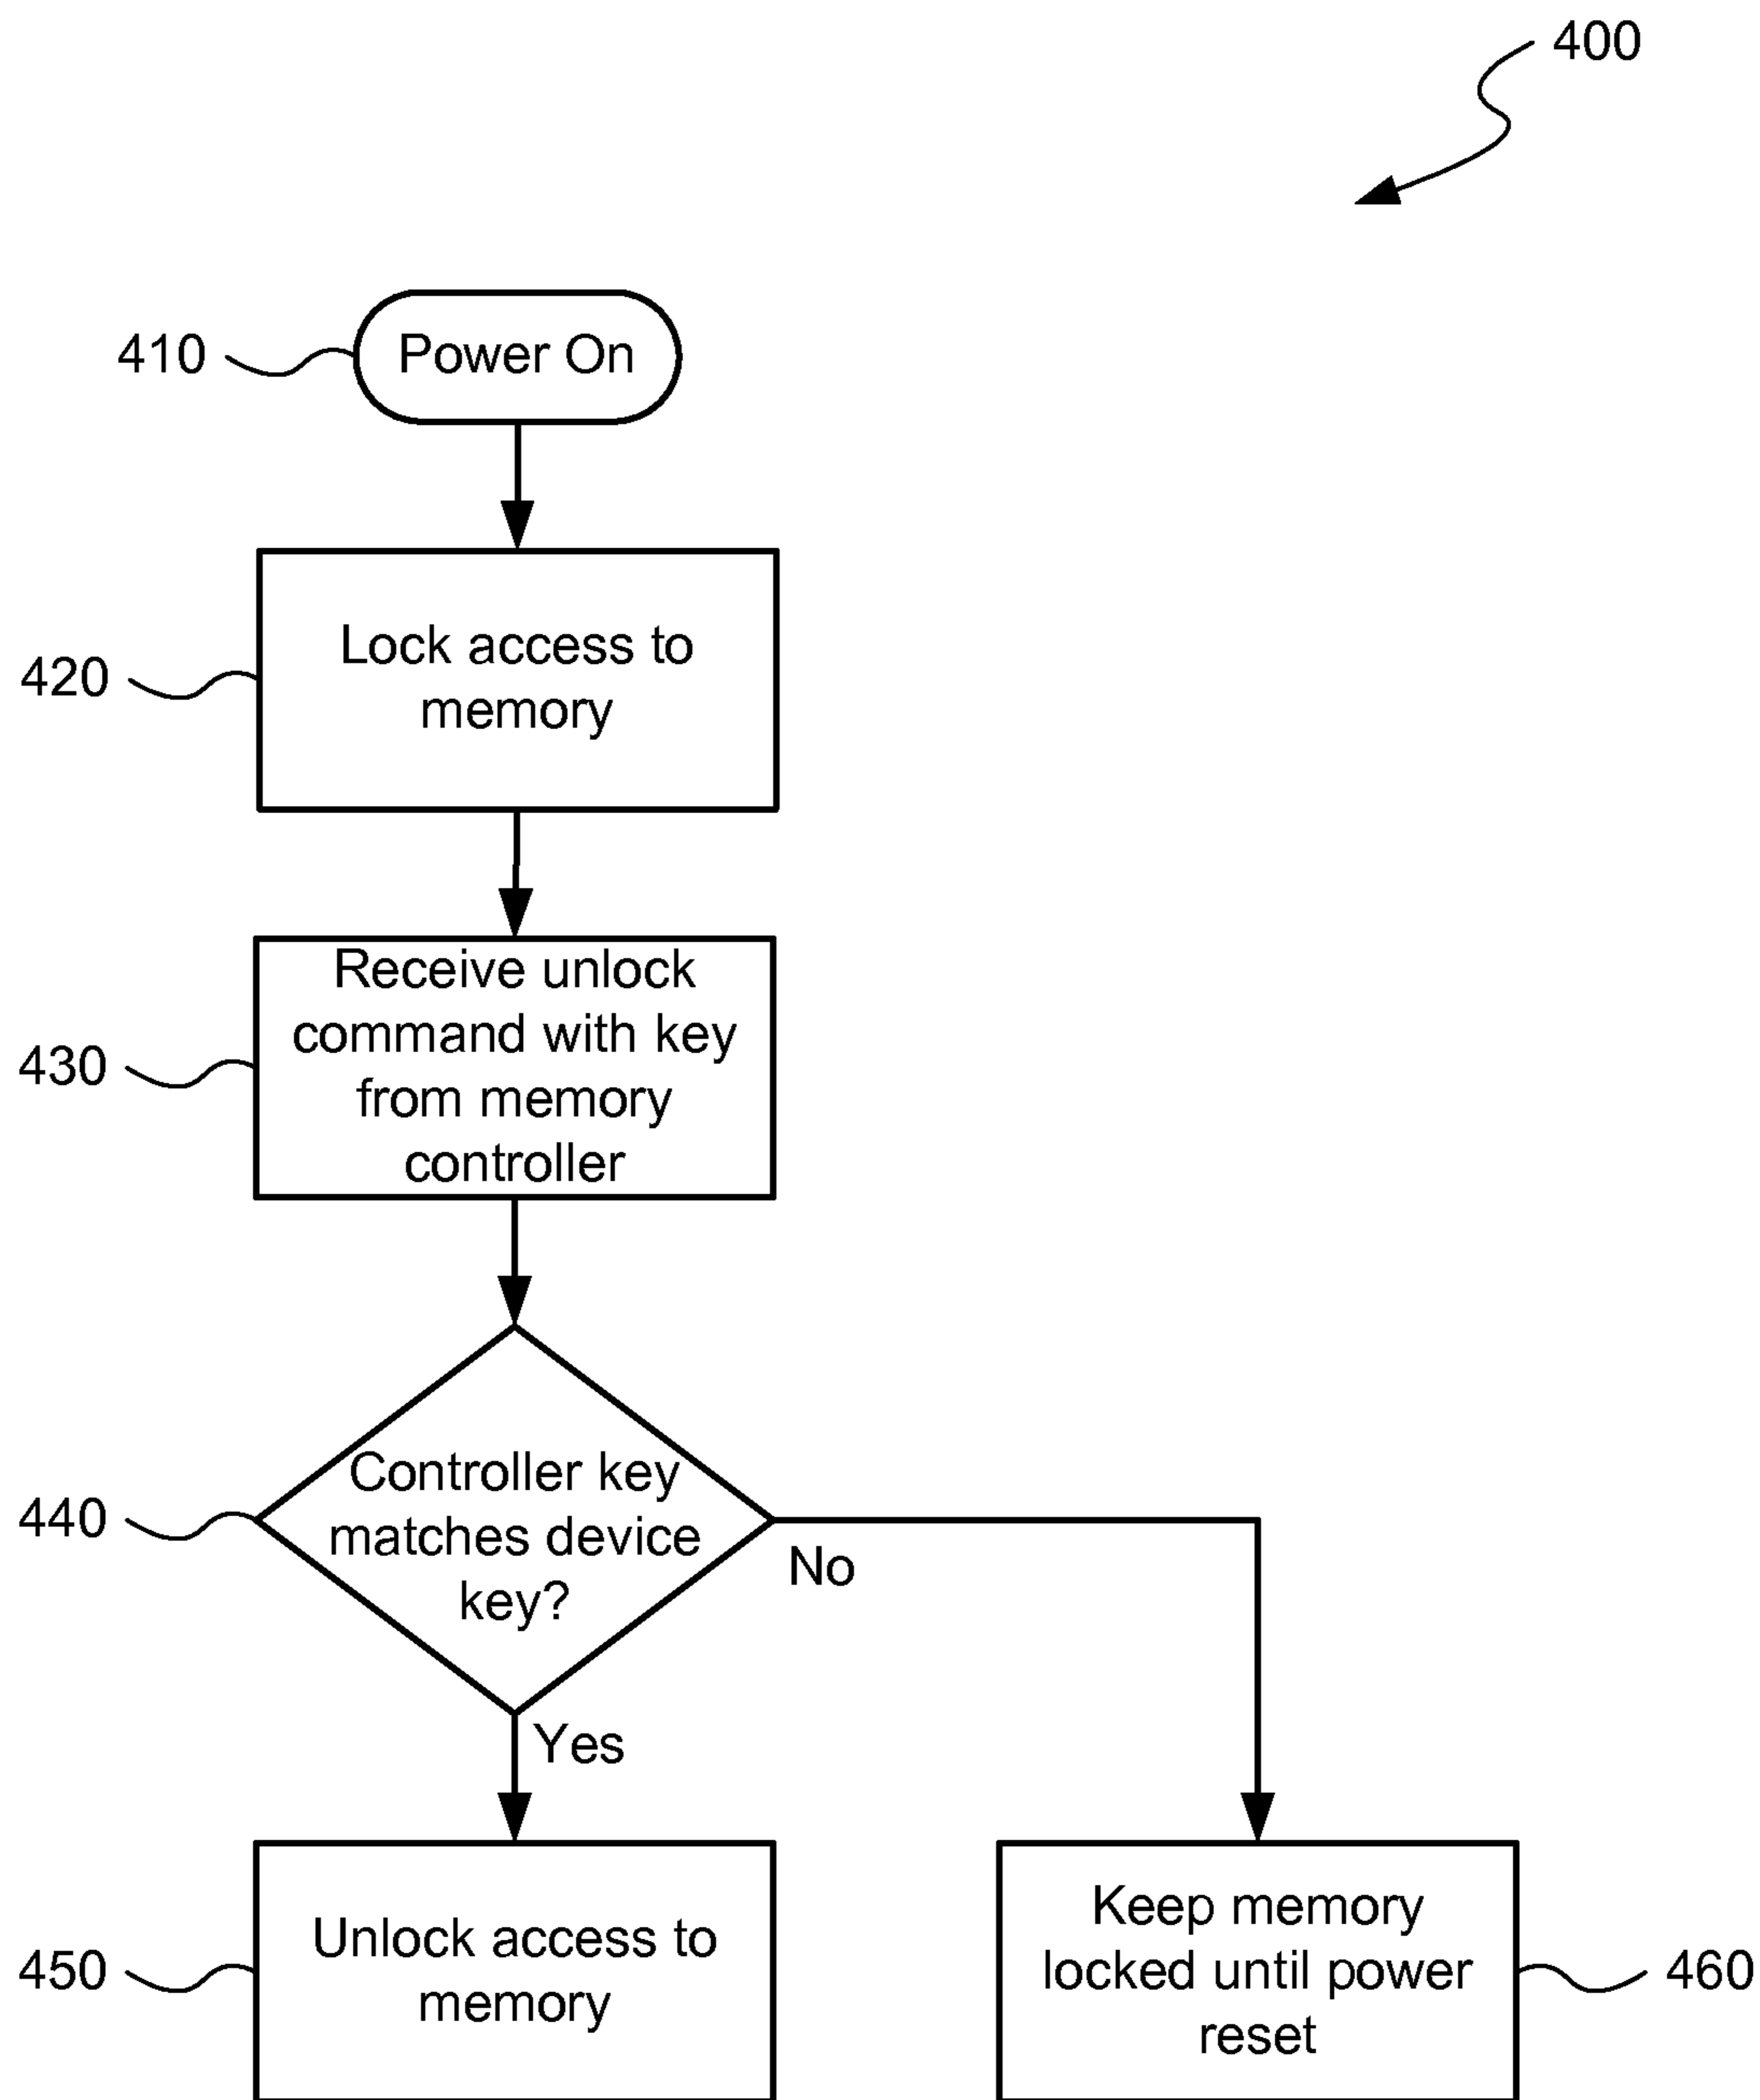 400
410
Power On
420
Lock access to
memory
430
Receive unlock
command with key
from memory
controller
440
Controller key
matches device
key?
No
Yes
450
Unlock access to
memory
Keep memory
locked until power
reset
460